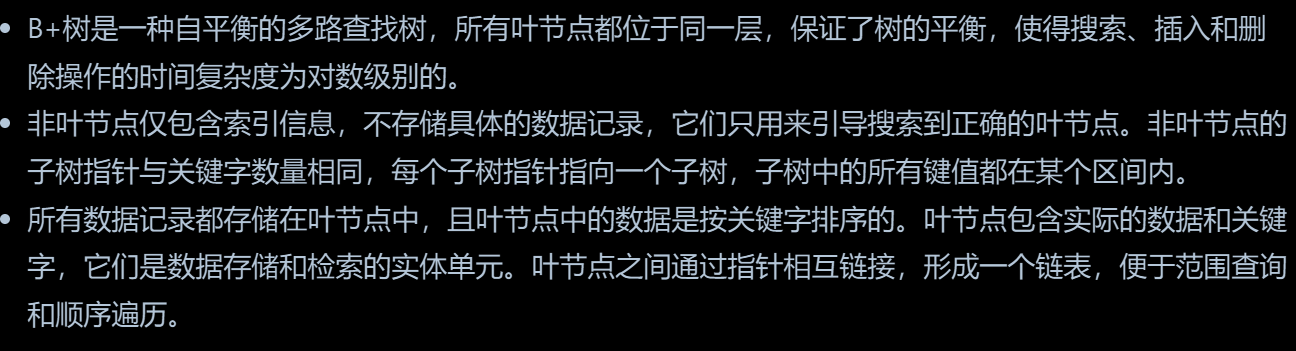 • B+树是一种自平衡的多路查找树，所有叶节点都位于同一层，保证了树的平衡，使得搜索、插入和删
除操作的时间复杂度为对数级别的。
• 非叶节点仅包含索引信息，不存储具体的数据记录，它们只用来引导搜索到正确的叶节点。非叶节点的
子树指针与关键字数量相同，每个子树指针指向一个子树，子树中的所有键值都在某个区间内。
• 所有数据记录都存储在叶节点中，且叶节点中的数据是按关键字排序的。叶节点包含实际的数据和关键
字，它们是数据存储和检索的实体单元。叶节点之间通过指针相互链接，形成一个链表，便于范围查询
和顺序遍历。